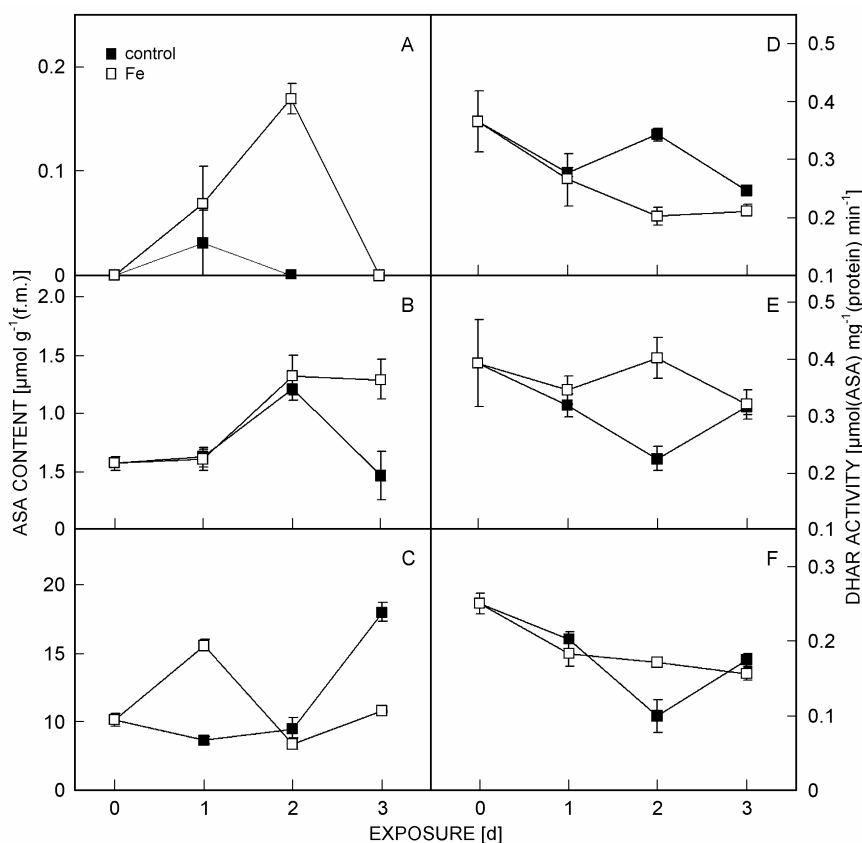 A
control
Fe
0.2
0.1
0
D
0.5
0.4
0.3
0.2
0.1
B
2.0
1.5
1.0
1.5
0
E
0.5
0.4
0.3
0.2
0.1
C
20
15
10
10
0
F
0.3
0.2
0.1
0
ASA CONTENT [µmol g⁻¹(f.m.)]
DHAR ACTIVITY [µmol(ASA) mg⁻¹(protein) min⁻¹]
0 1 2 3
0 1 2 3
EXPOSURE [d]